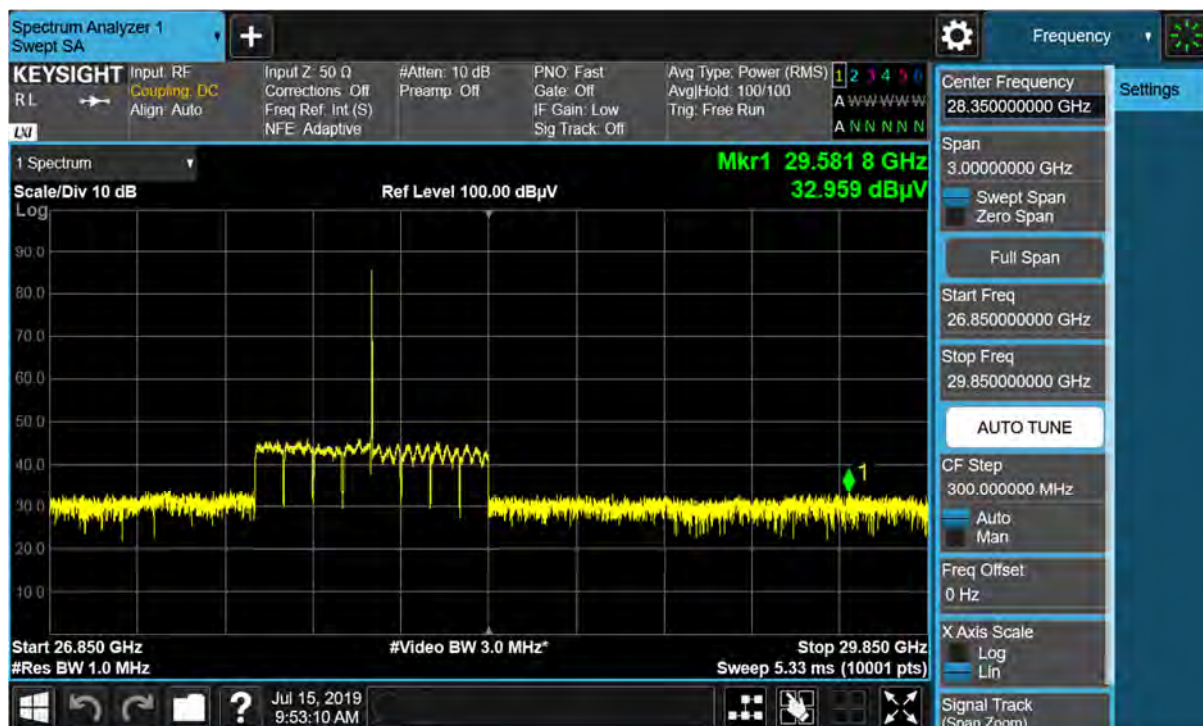 Spectrum Analyzer 1
Swept SA
+
Frequency
KEYSIGHT
RL
LXI
Input: RF
Coupling: DC
Align: Auto
Input Z: 50 Ω
Corrections: Off
Freq Ref: Int (S)
NFE: Adaptive
#Atten: 10 dB
Preamp: Off
PNO: Fast
Gate: Off
IF Gain: Low
Sig Track: Off
Avg Type: Power (RMS)
Avg|Hold: 100/100
Trig: Free Run
1 2 3 4 5 6
A W W W W W
A N N N N N
1 Spectrum
Scale/Div 10 dB
Log
Ref Level 100.00 dBµV
Mkr1 29.581 8 GHz
32.959 dBµV
90.0
80.0
70.0
60.0
50.0
40.0
30.0
20.0
10.0
1
Start 26.850 GHz
#Res BW 1.0 MHz
#Video BW 3.0 MHz*
Stop 29.850 GHz
Sweep 5.33 ms (10001 pts)
?
Jul 15, 2019
9:53:10 AM
Center Frequency
28.350000000 GHz
Settings
Span
3.00000000 GHz
Swept Span
Zero Span
Full Span
Start Freq
26.850000000 GHz
Stop Freq
29.850000000 GHz
AUTO TUNE
CF Step
300.000000 MHz
Auto
Man
Freq Offset
0 Hz
X Axis Scale
Log
Lin
Signal Track
(Span Zoom)